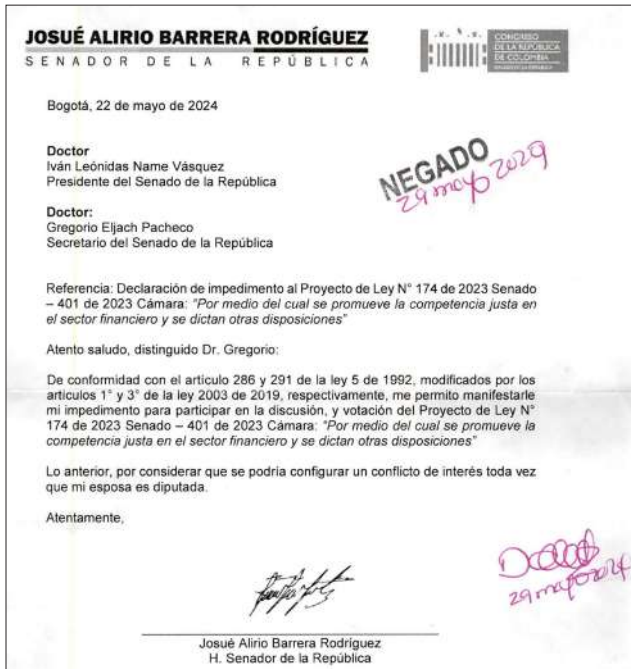 JOSUÉ ALIRIO BARRERA RODRÍGUEZ
SENADOR DE LA REPÚBLICA
CONGRESO
DE LA REPÚBLICA
DE COLOMBIA
Bogotá, 22 de mayo de 2024
Doctor
Iván Leónidas Name Vásquez
Presidente del Senado de la República
NEGADO
29 mayo 2029
Doctor:
Gregorio Eljach Pacheco
Secretario del Senado de la República
Referencia: Declaración de impedimento al Proyecto de Ley N° 174 de 2023 Senado
– 401 de 2023 Cámara: "Por medio del cual se promueve la competencia justa en
el sector financiero y se dictan otras disposiciones"
Atento saludo, distinguido Dr. Gregorio:
De conformidad con el artículo 286 y 291 de la ley 5 de 1992, modificados por los
artículos 1° y 3° de la ley 2003 de 2019, respectivamente, me permito manifestarle
mi impedimento para participar en la discusión, y votación del Proyecto de Ley N°
174 de 2023 Senado – 401 de 2023 Cámara: "Por medio del cual se promueve la
competencia justa en el sector financiero y se dictan otras disposiciones"
Lo anterior, por considerar que se podría configurar un conflicto de interés toda vez
que mi esposa es diputada.
Atentamente,
29 mayo 2024
Josué Alirio Barrera Rodríguez
H. Senador de la República